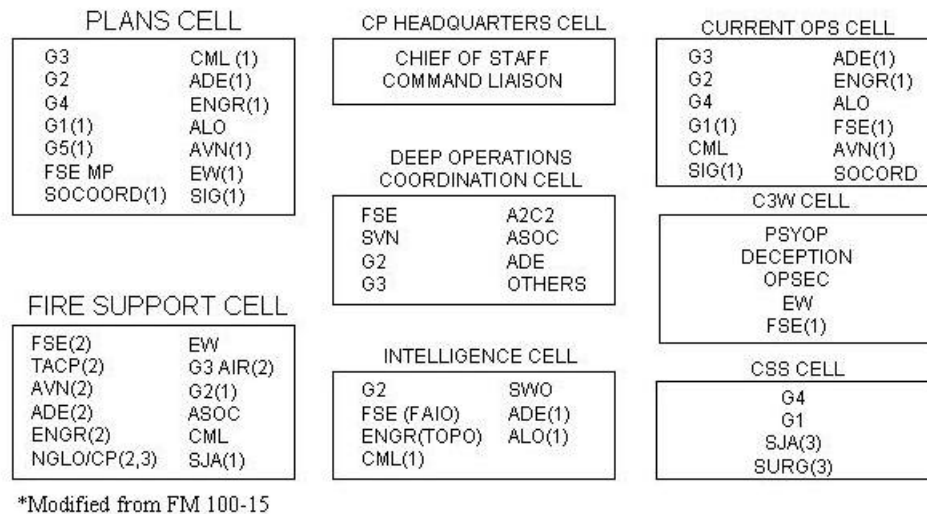 PLANS CELL
G3 CML (1)
G2 ADE(1)
G4 ENGR(1)
G1(1) ALO
G5(1) AVN(1)
FSE MP EW(1)
SOCOORD(1) SIG(1)
CP HEADQUARTERS CELL
CHIEF OF STAFF
COMMAND LIAISON
CURRENT OPS CELL
G3 ADE(1)
G2 ENGR(1)
G4 ALO
G1(1) FSE(1)
CML AVN(1)
SIG(1) SOCORD
DEEP OPERATIONS
COORDINATION CELL
FSE A2C2
SVN ASOC
G2 ADE
G3 OTHERS
C3W CELL
PSYOP
DECEPTION
OPSEC
EW
FSE(1)
FIRE SUPPORT CELL
FSE(2) EW
TACP(2) G3 AIR(2)
AVN(2) G2(1)
ADE(2) ASOC
ENGR(2) CML
NGLO/CP(2,3) SJA(1)
INTELLIGENCE CELL
G2 SWO
FSE (FAIO) ADE(1)
ENGR(TOPO) ALO(1)
CML(1)
CSS CELL
G4
G1
SJA(3)
SURG(3)
*Modified from FM 100-15